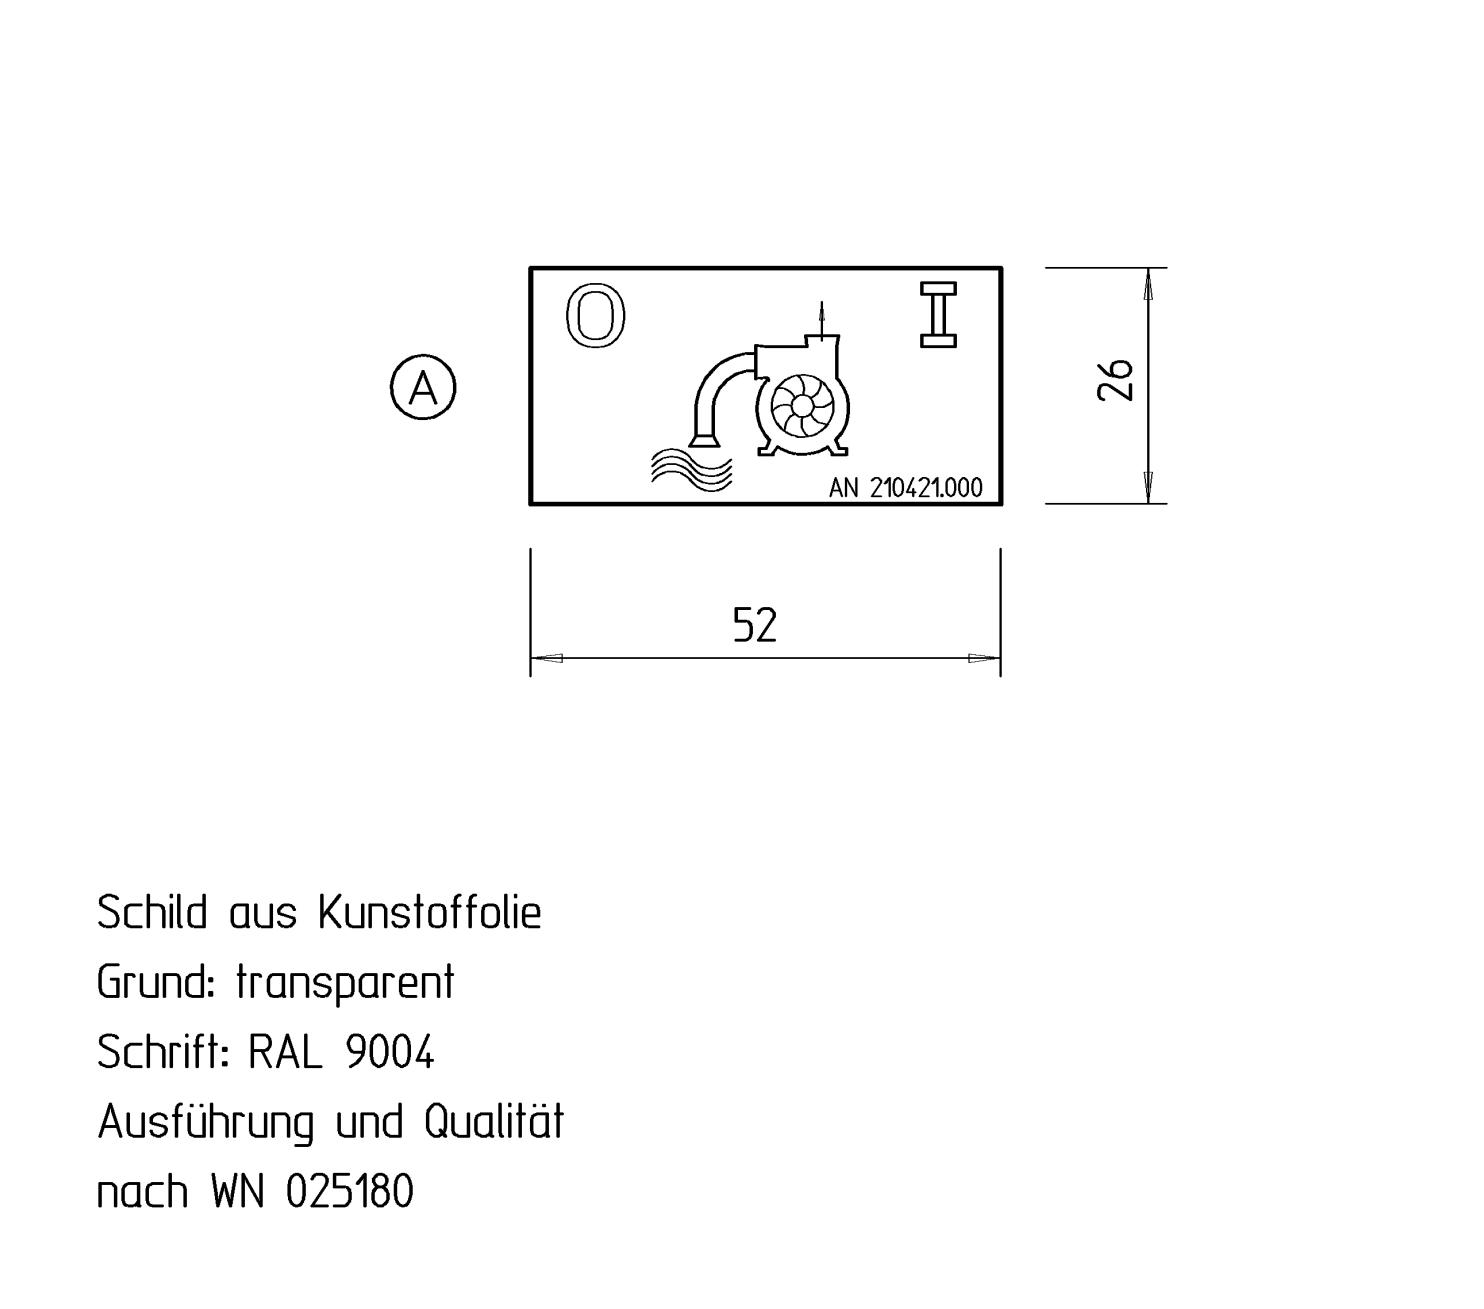 O I
A
AN 210421.000
26
52
Schild aus Kunstoffolie
Grund: transparent
Schrift: RAL 9004
Ausführung und Qualität
nach WN 025180